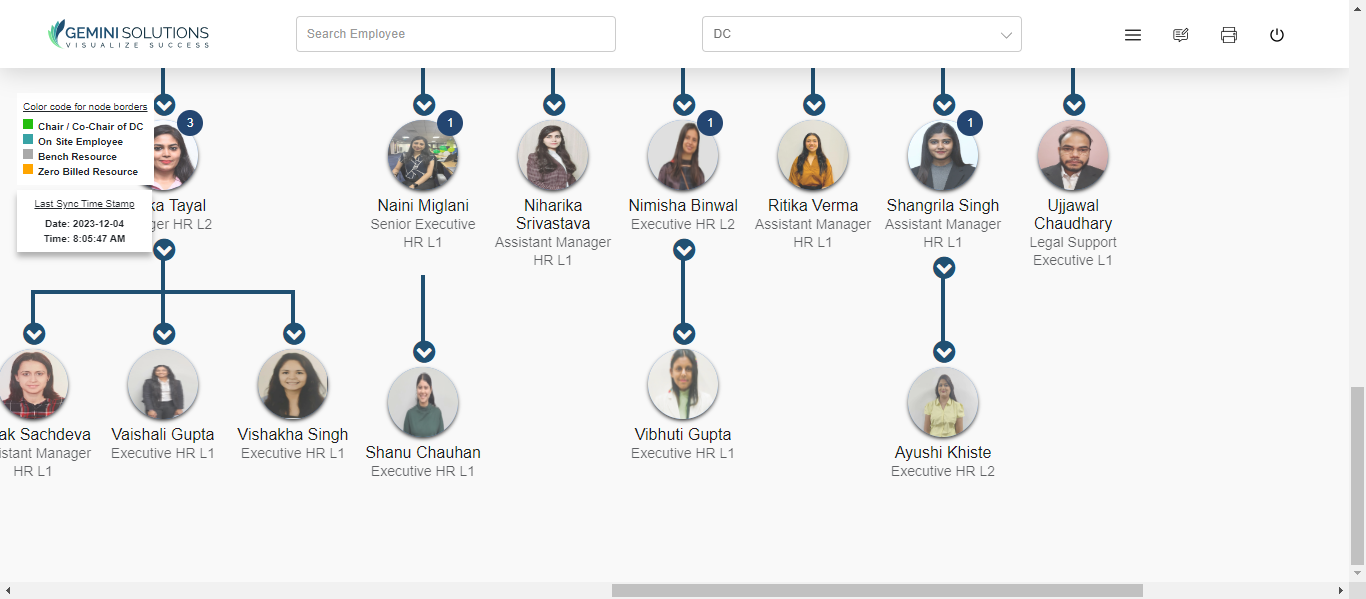 GEMINI SOLUTIONS
VISUALIZE SUCCESS
Search Employee
DC
Color code for node borders
Chair / Co-Chair of DC
On Site Employee
Bench Resource
Zero Billed Resource
Last Sync Time Stamp
Date: 2023-12-04
Time: 8:05:47 AM
3
ka Tayal
ger HR L2
1
Naini Miglani
Senior Executive
HR L1
Niharika
Srivastava
Assistant Manager
HR L1
1
Nimisha Binwal
Executive HR L2
Ritika Verma
Assistant Manager
HR L1
1
Shangrila Singh
Assistant Manager
HR L1
Ujjawal
Chaudhary
Legal Support
Executive L1
ak Sachdeva
istant Manager
HR L1
Vaishali Gupta
Executive HR L1
Vishakha Singh
Executive HR L1
Shanu Chauhan
Executive HR L1
Vibhuti Gupta
Executive HR L1
Ayushi Khiste
Executive HR L2